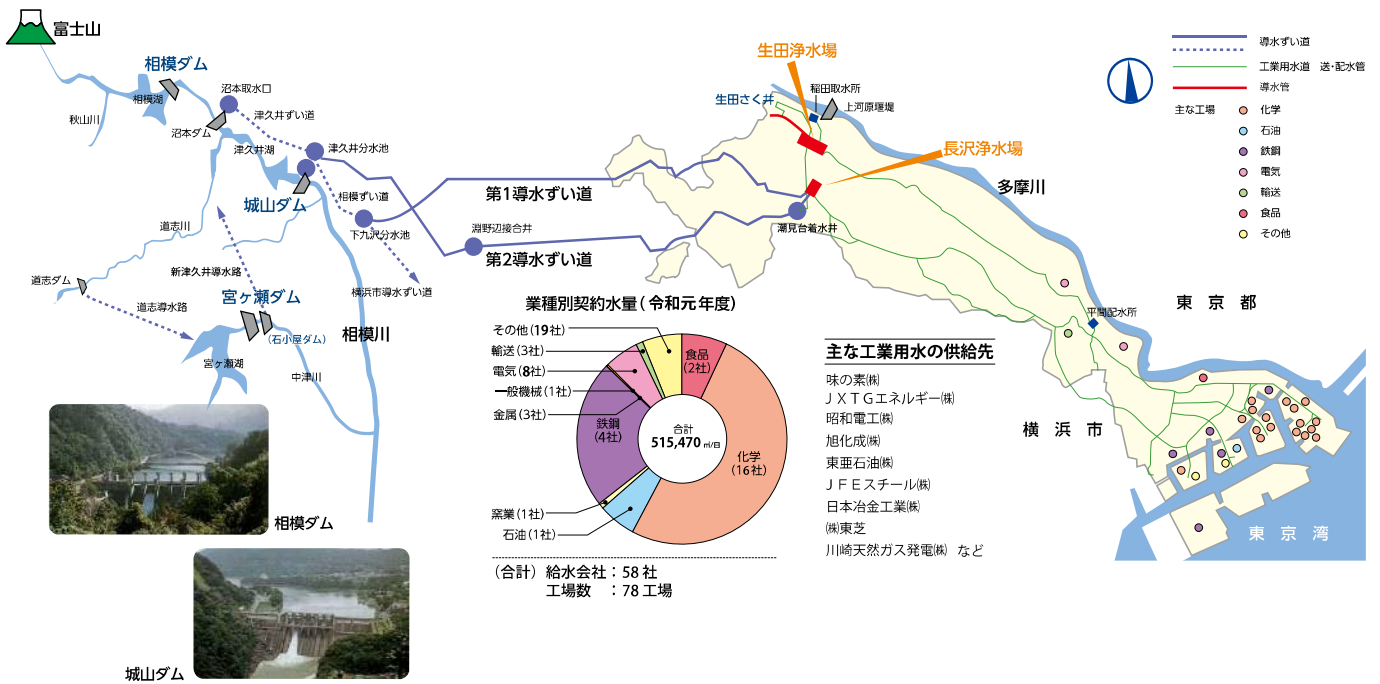 富士山
相模ダム
相模湖
秋山川
沼本取水口
沼本ダム
津久井ずい道
津久井湖
津久井分水池
城山ダム
相模ずい道
下九沢分水池
道志川
道志ダム
新津久井導水路
道志導水路
宮ヶ瀬ダム
(石小屋ダム)
宮ヶ瀬湖
中津川
相模川
横浜市導水ずい道
第1導水ずい道
淵野辺接合井
第2導水ずい道
生田浄水場
生田さく井
稲田取水所
上河原堰堤
長沢浄水場
潮見台着水井
多摩川
平間配水所
東京都
横浜市
東京湾
導水ずい道
工業用水道 送・配水管
導水管
主な工場
化学
石油
鉄鋼
電気
輸送
食品
その他
業種別契約水量(令和元年度)
その他(19社)
輸送(3社)
電気(8社)
一般機械(1社)
金属(3社)
鉄鋼
(4社)
窯業(1社)
石油(1社)
食品
(2社)
化学
(16社)
合計
515,470 ㎥/日
(合計) 給水会社:58社
工場数 :78工場
主な工業用水の供給先
味の素㈱
JXTGエネルギー㈱
昭和電工㈱
旭化成㈱
東亜石油㈱
JFEスチール㈱
日本冶金工業㈱
㈱東芝
川崎天然ガス発電㈱ など
相模ダム
城山ダム